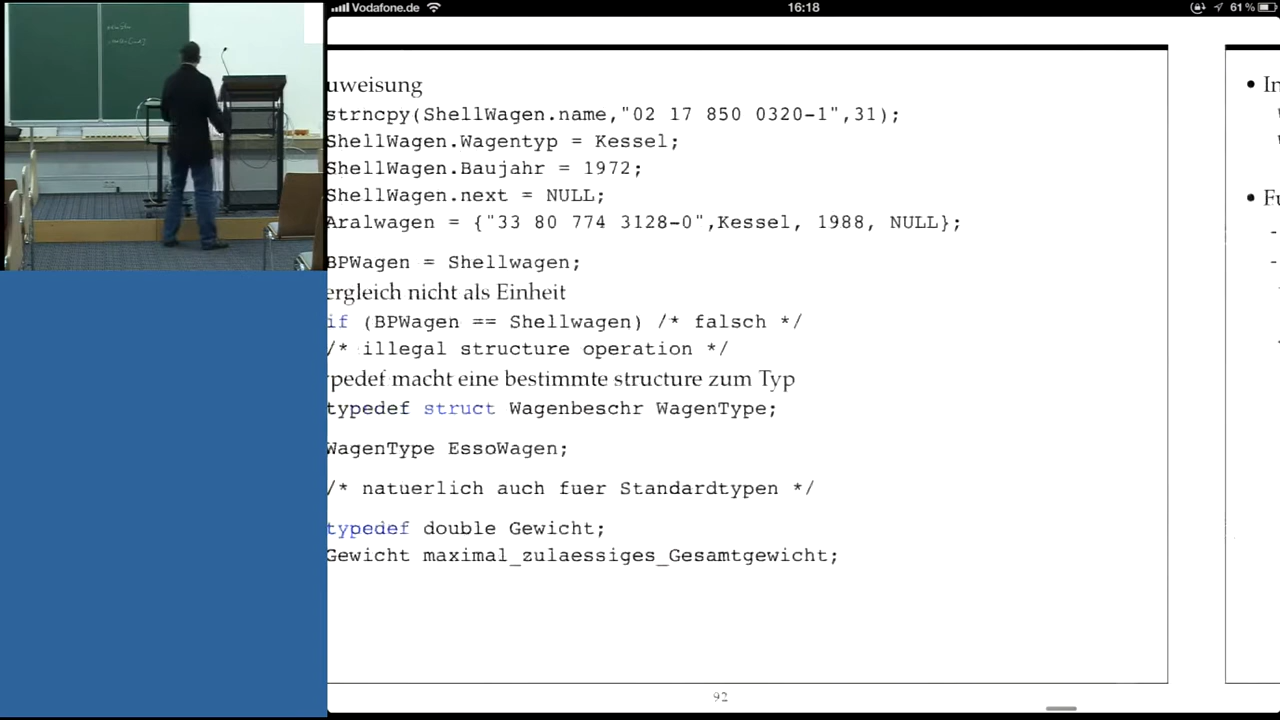 Vodafone.de 16:18 61 %
uweisung
strncpy(ShellWagen.name,"02 17 850 0320-1",31);
ShellWagen.Wagentyp = Kessel;
ShellWagen.Baujahr = 1972;
ShellWagen.next = NULL;
Aralwagen = {"33 80 774 3128-0",Kessel, 1988, NULL};
BPWagen = Shellwagen;
ergleich nicht als Einheit
if (BPWagen == Shellwagen) /* falsch */
/* illegal structure operation */
ypedef macht eine bestimmte structure zum Typ
typedef struct Wagenbeschr WagenType;
WagenType EssoWagen;
/* natuerlich auch fuer Standardtypen */
typedef double Gewicht;
Gewicht maximal_zulaessiges_Gesamtgewicht;
92
• In
• Fu
-
-